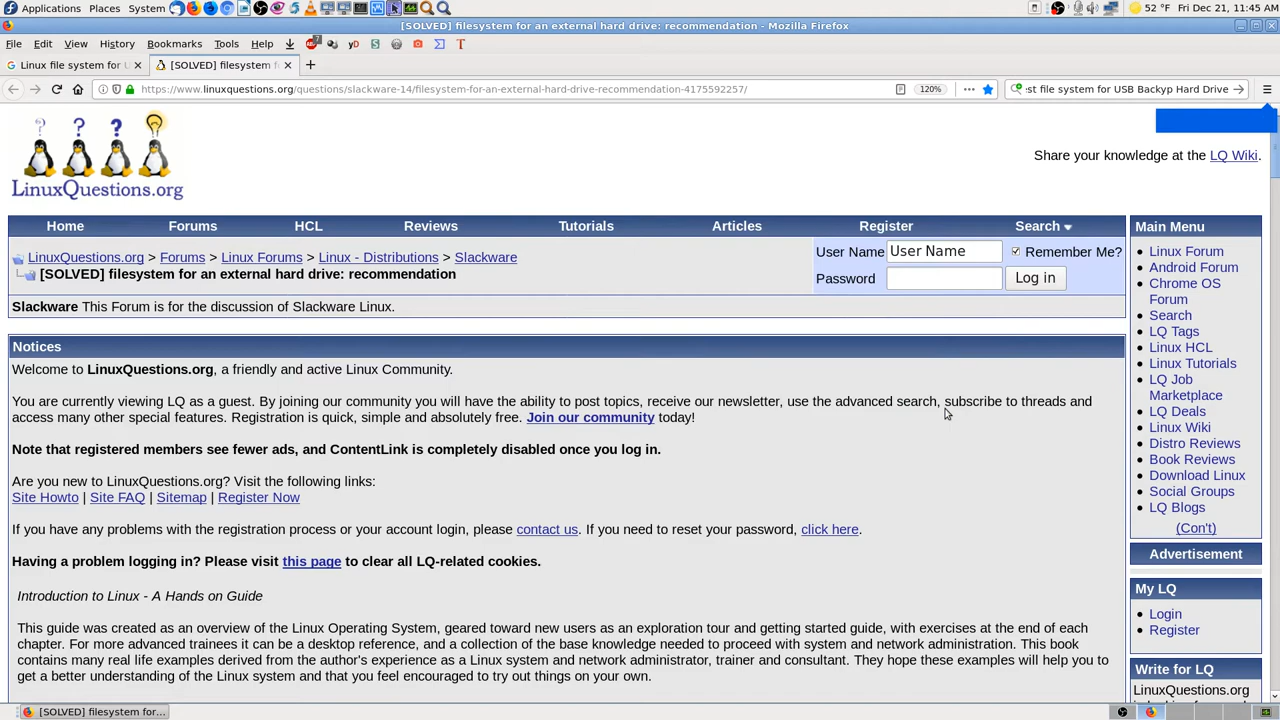 Applications Places System 52 °F Fri Dec 21, 11:45 AM
[SOLVED] filesystem for an external hard drive: recommendation - Mozilla Firefox
File Edit View History Bookmarks Tools Help
Linux file system for U
[SOLVED] filesystem f
https://www.linuxquestions.org/questions/slackware-14/filesystem-for-an-external-hard-drive-recommendation-4175592257/
120%
st file system for USB Backyp Hard Drive
LinuxQuestions.org
Share your knowledge at the LQ Wiki.
Home Forums HCL Reviews Tutorials Articles Register Search
LinuxQuestions.org > Forums > Linux Forums > Linux - Distributions > Slackware
[SOLVED] filesystem for an external hard drive: recommendation
User Name User Name Remember Me?
Password Log in
Slackware This Forum is for the discussion of Slackware Linux.
Notices
Welcome to LinuxQuestions.org, a friendly and active Linux Community.
You are currently viewing LQ as a guest. By joining our community you will have the ability to post topics, receive our newsletter, use the advanced search, subscribe to threads and
access many other special features. Registration is quick, simple and absolutely free. Join our community today!
Note that registered members see fewer ads, and ContentLink is completely disabled once you log in.
Are you new to LinuxQuestions.org? Visit the following links:
Site Howto | Site FAQ | Sitemap | Register Now
If you have any problems with the registration process or your account login, please contact us. If you need to reset your password, click here.
Having a problem logging in? Please visit this page to clear all LQ-related cookies.
Introduction to Linux - A Hands on Guide
This guide was created as an overview of the Linux Operating System, geared toward new users as an exploration tour and getting started guide, with exercises at the end of each
chapter. For more advanced trainees it can be a desktop reference, and a collection of the base knowledge needed to proceed with system and network administration. This book
contains many real life examples derived from the author's experience as a Linux system and network administrator, trainer and consultant. They hope these examples will help you to
get a better understanding of the Linux system and that you feel encouraged to try out things on your own.
Main Menu
Linux Forum
Android Forum
Chrome OS
Forum
Search
LQ Tags
Linux HCL
Linux Tutorials
LQ Job
Marketplace
LQ Deals
Linux Wiki
Distro Reviews
Book Reviews
Download Linux
Social Groups
LQ Blogs
(Con't)
Advertisement
My LQ
Login
Register
Write for LQ
LinuxQuestions.org
[SOLVED] filesystem for...